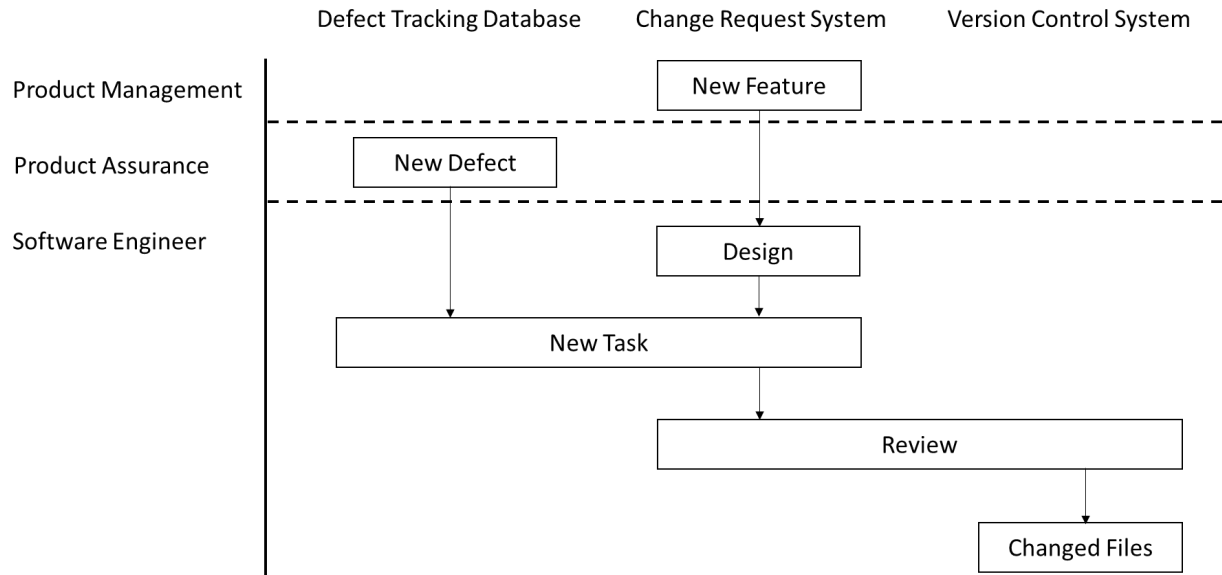 Defect Tracking Database
Change Request System
Version Control System
Product Management
New Feature
Product Assurance
New Defect
Software Engineer
Design
New Task
Review
Changed Files